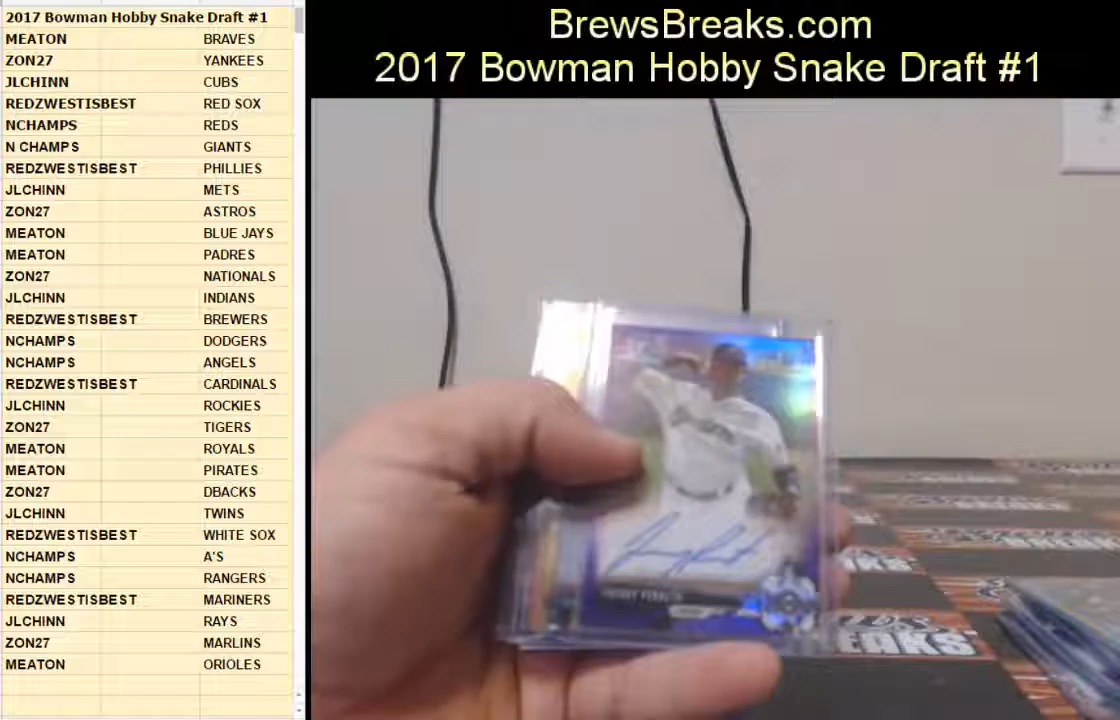 2017 Bowman Hobby Snake Draft #1
MEATON BRAVES
ZON27 YANKEES
JLCHINN CUBS
REDZWESTISBEST RED SOX
NCHAMPS REDS
N CHAMPS GIANTS
REDZWESTISBEST PHILLIES
JLCHINN METS
ZON27 ASTROS
MEATON BLUE JAYS
MEATON PADRES
ZON27 NATIONALS
JLCHINN INDIANS
REDZWESTISBEST BREWERS
NCHAMPS DODGERS
NCHAMPS ANGELS
REDZWESTISBEST CARDINALS
JLCHINN ROCKIES
ZON27 TIGERS
MEATON ROYALS
MEATON PIRATES
ZON27 DBACKS
JLCHINN TWINS
REDZWESTISBEST WHITE SOX
NCHAMPS A'S
NCHAMPS RANGERS
REDZWESTISBEST MARINERS
JLCHINN RAYS
ZON27 MARLINS
MEATON ORIOLES
BrewsBreaks.com
2017 Bowman Hobby Snake Draft #1